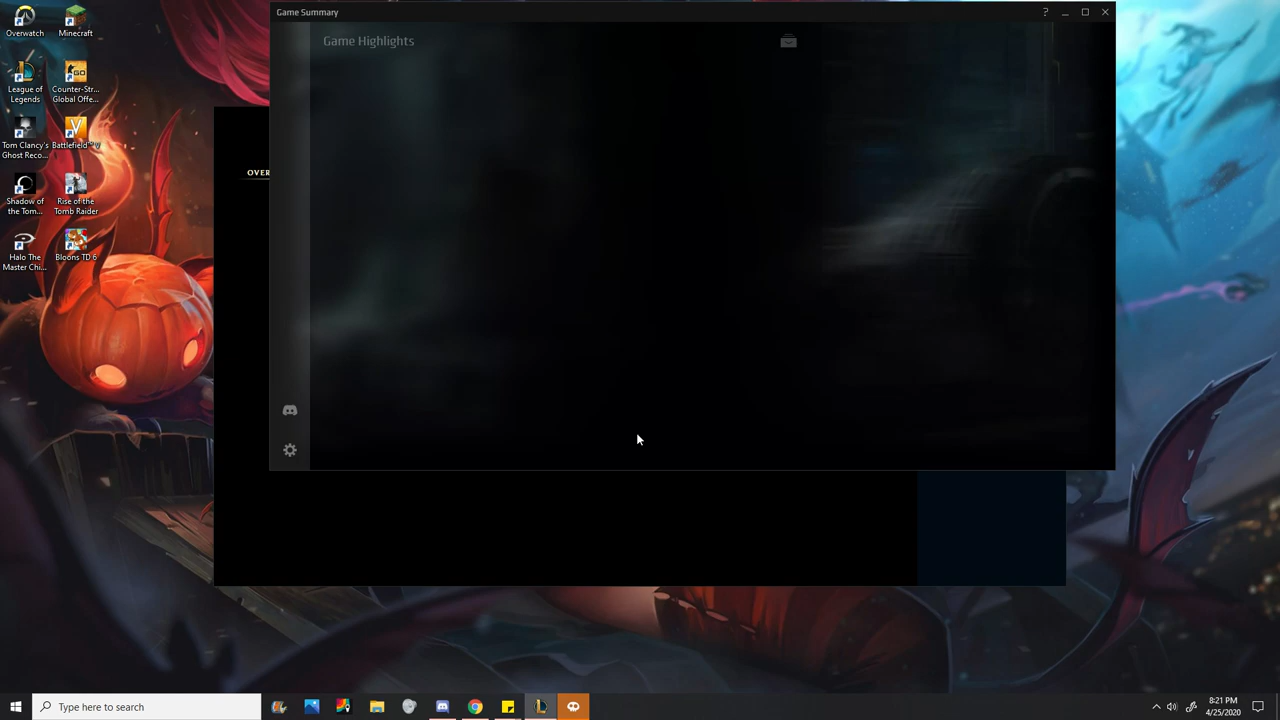 Game Summary
?
Game Highlights
OVER
Overwatch
Minecraft
League of
Legends
Counter-Str...
Global Offe...
Tom Clancy's
Ghost Reco...
Battlefield™ V
Shadow of
the Tom...
Rise of the
Tomb Raider
Halo The
Master Chi...
Bloons TD 6
Type here to search
8:21 PM
4/25/2020